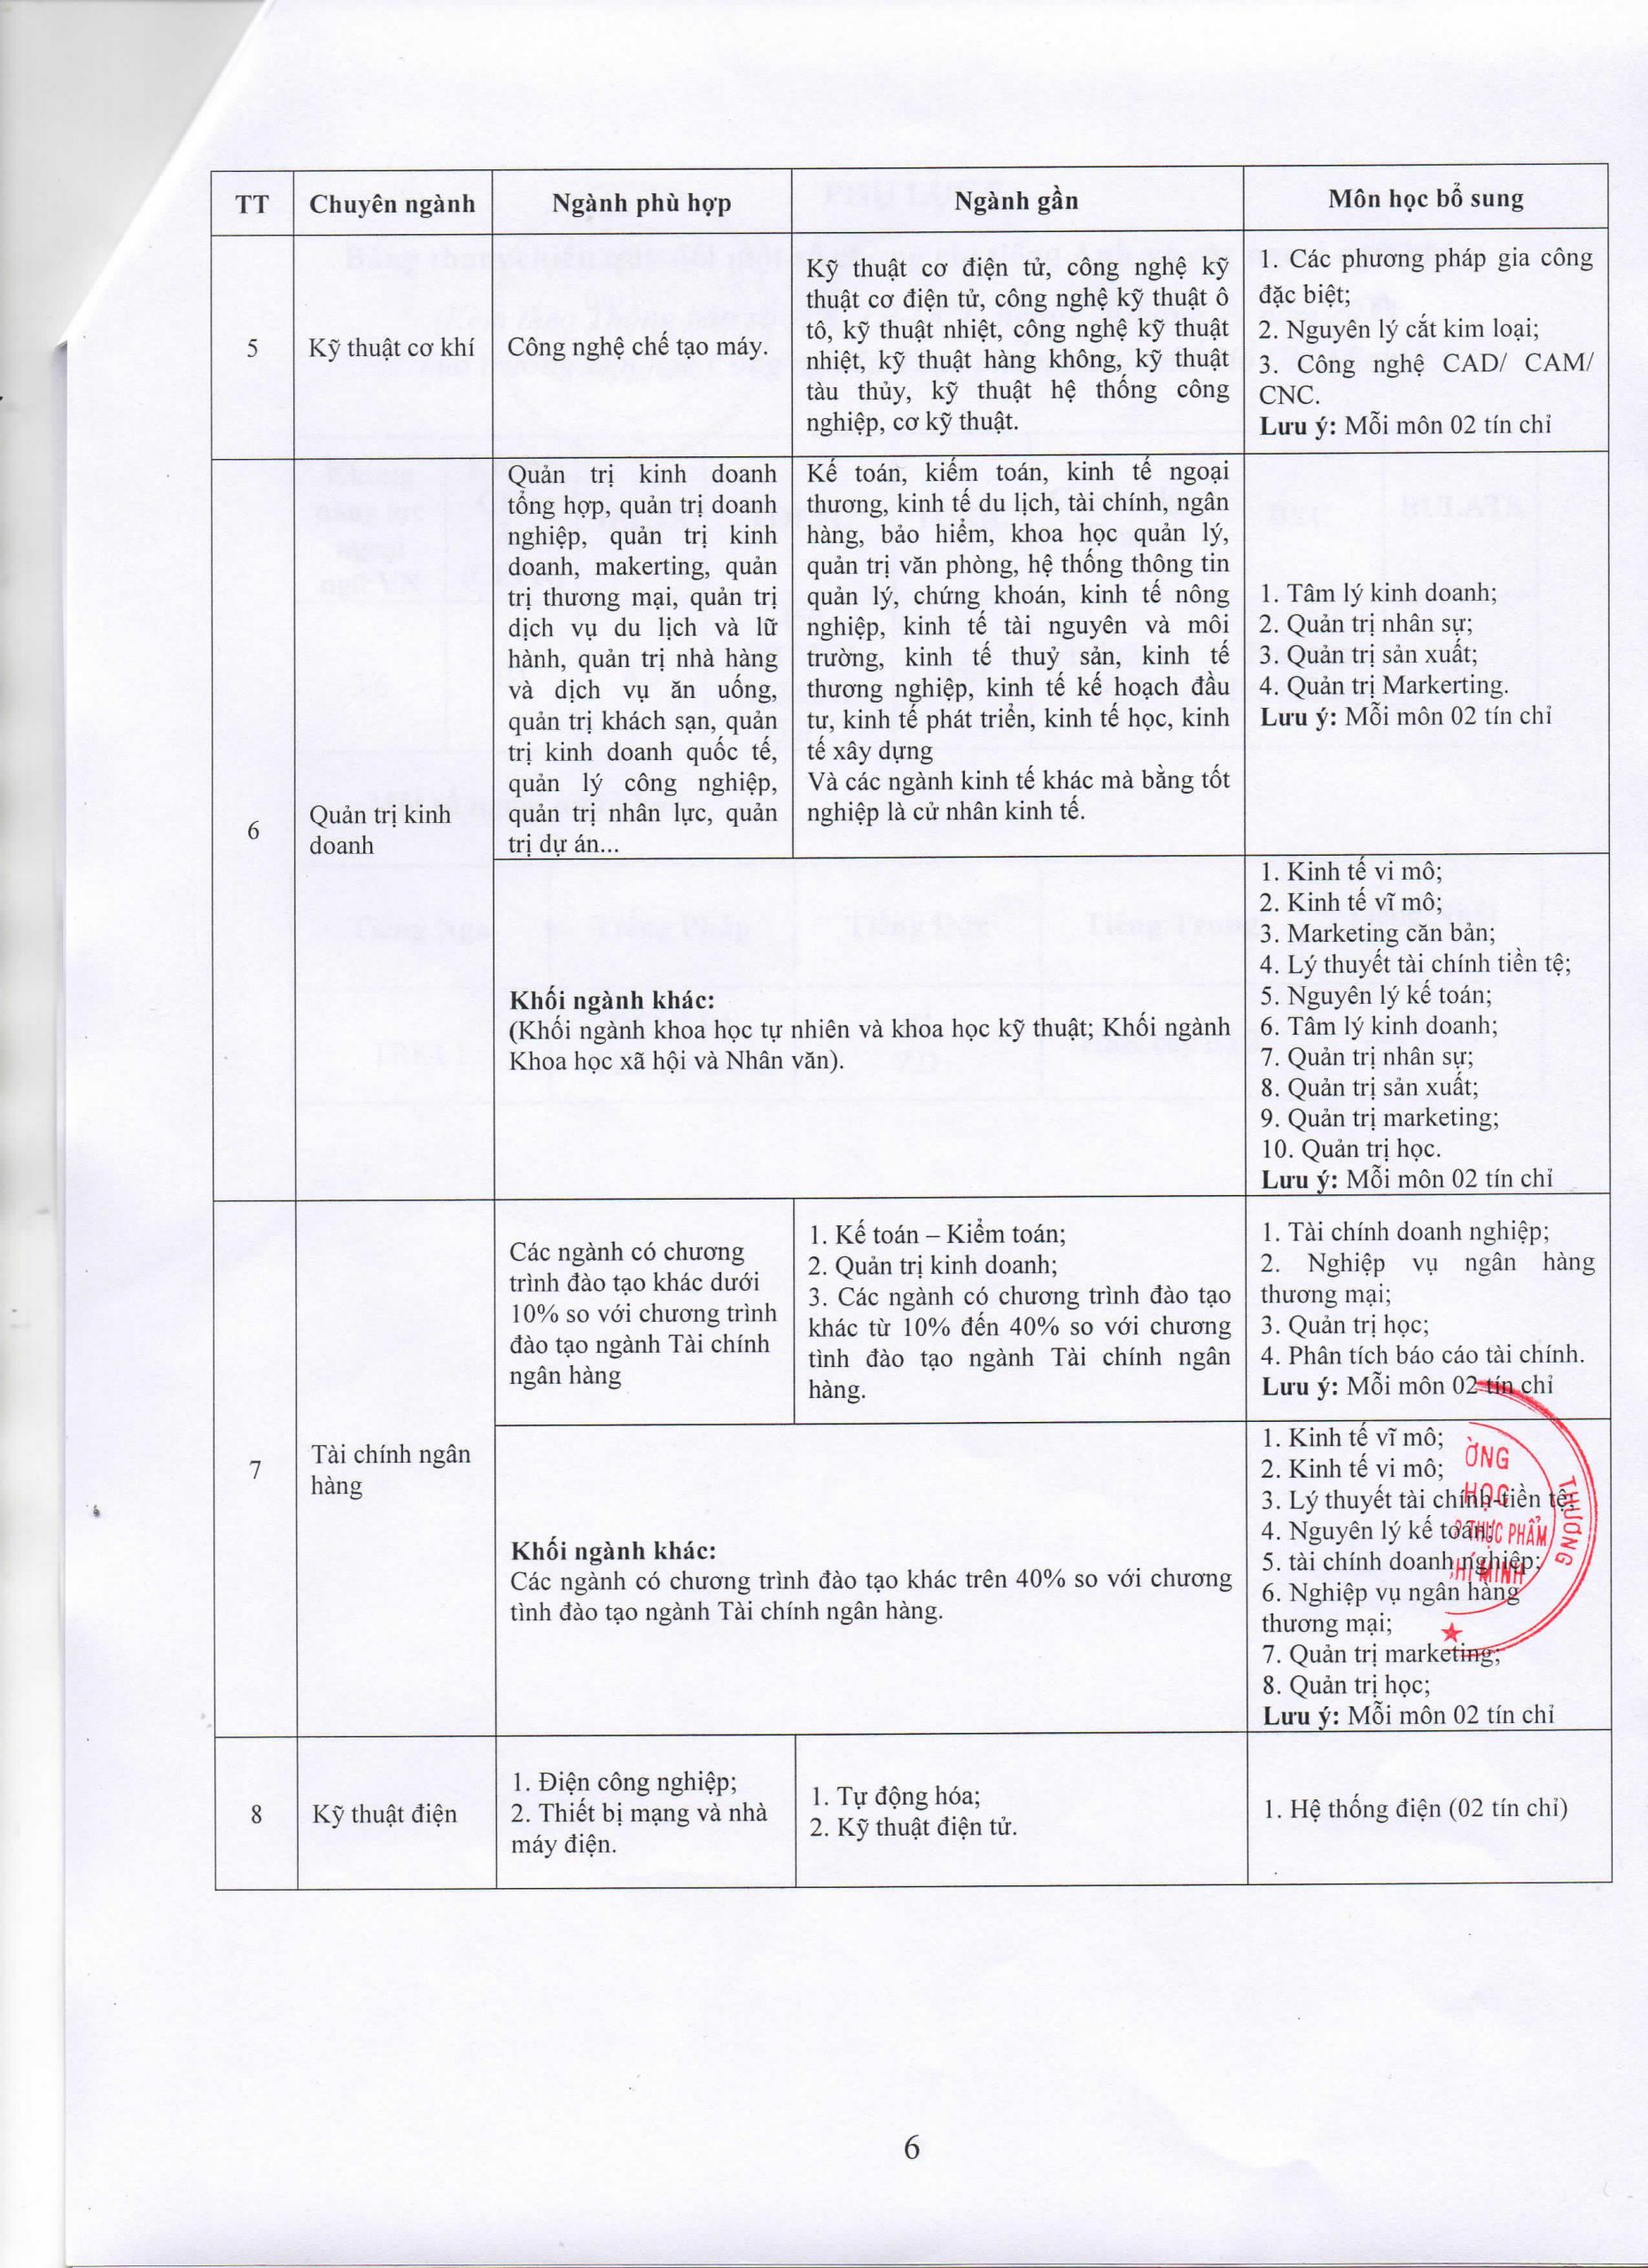 TT Chuyên ngành Ngành phù hợp Ngành gần Môn học bổ sung
5
Kỹ thuật cơ khí
Công nghệ chế tạo máy.
Kỹ thuật cơ điện tử, công nghệ kỹ
thuật cơ điện tử, công nghệ kỹ thuật ô
tô, kỹ thuật nhiệt, công nghệ kỹ thuật
nhiệt, kỹ thuật hàng không, kỹ thuật
tàu thủy, kỹ thuật hệ thống công
nghiệp, cơ kỹ thuật.
1. Các phương pháp gia công
đặc biệt;
2. Nguyên lý cắt kim loại;
3. Công nghệ CAD/ CAM/
CNC.
Lưu ý: Mỗi môn 02 tín chỉ
6
Quản trị kinh
doanh
Quản trị kinh doanh
tổng hợp, quản trị doanh
nghiệp, quản trị kinh
doanh, makerting, quản
trị thương mại, quản trị
dịch vụ du lịch và lữ
hành, quản trị nhà hàng
và dịch vụ ăn uống,
quản trị khách sạn, quản
trị kinh doanh quốc tế,
quản lý công nghiệp,
quản trị nhân lực, quản
trị dự án...
Kế toán, kiểm toán, kinh tế ngoại
thương, kinh tế du lịch, tài chính, ngân
hàng, bảo hiểm, khoa học quản lý,
quản trị văn phòng, hệ thống thông tin
quản lý, chứng khoán, kinh tế nông
nghiệp, kinh tế tài nguyên và môi
trường, kinh tế thuỷ sản, kinh tế
thương nghiệp, kinh tế kế hoạch đầu
tư, kinh tế phát triển, kinh tế học, kinh
tế xây dựng
Và các ngành kinh tế khác mà bằng tốt
nghiệp là cử nhân kinh tế.
1. Tâm lý kinh doanh;
2. Quản trị nhân sự;
3. Quản trị sản xuất;
4. Quản trị Markerting.
Lưu ý: Mỗi môn 02 tín chỉ
Khối ngành khác:
(Khối ngành khoa học tự nhiên và khoa học kỹ thuật; Khối ngành
Khoa học xã hội và Nhân văn).
1. Kinh tế vi mô;
2. Kinh tế vĩ mô;
3. Marketing căn bản;
4. Lý thuyết tài chính tiền tệ;
5. Nguyên lý kế toán;
6. Tâm lý kinh doanh;
7. Quản trị nhân sự;
8. Quản trị sản xuất;
9. Quản trị marketing;
10. Quản trị học.
Lưu ý: Mỗi môn 02 tín chỉ
7
Tài chính ngân
hàng
Các ngành có chương
trình đào tạo khác dưới
10% so với chương trình
đào tạo ngành Tài chính
ngân hàng
1. Kế toán – Kiểm toán;
2. Quản trị kinh doanh;
3. Các ngành có chương trình đào tạo
khác từ 10% đến 40% so với chương
tình đào tạo ngành Tài chính ngân
hàng.
1. Tài chính doanh nghiệp;
2. Nghiệp vụ ngân hàng
thương mại;
3. Quản trị học;
4. Phân tích báo cáo tài chính.
Lưu ý: Mỗi môn 02 tín chỉ
Khối ngành khác:
Các ngành có chương trình đào tạo khác trên 40% so với chương
tình đào tạo ngành Tài chính ngân hàng.
1. Kinh tế vĩ mô;
2. Kinh tế vi mô;
3. Lý thuyết tài chính-tiền tệ;
4. Nguyên lý kế toán;
5. tài chính doanh nghiệp;
6. Nghiệp vụ ngân hàng
thương mại;
7. Quản trị marketing;
8. Quản trị học;
Lưu ý: Mỗi môn 02 tín chỉ
ỜNG
HỌC
THỰC PHẨM
HÍ MINH
THƯƠNG
8
Kỹ thuật điện
1. Điện công nghiệp;
2. Thiết bị mạng và nhà
máy điện.
1. Tự động hóa;
2. Kỹ thuật điện tử.
1. Hệ thống điện (02 tín chỉ)
6